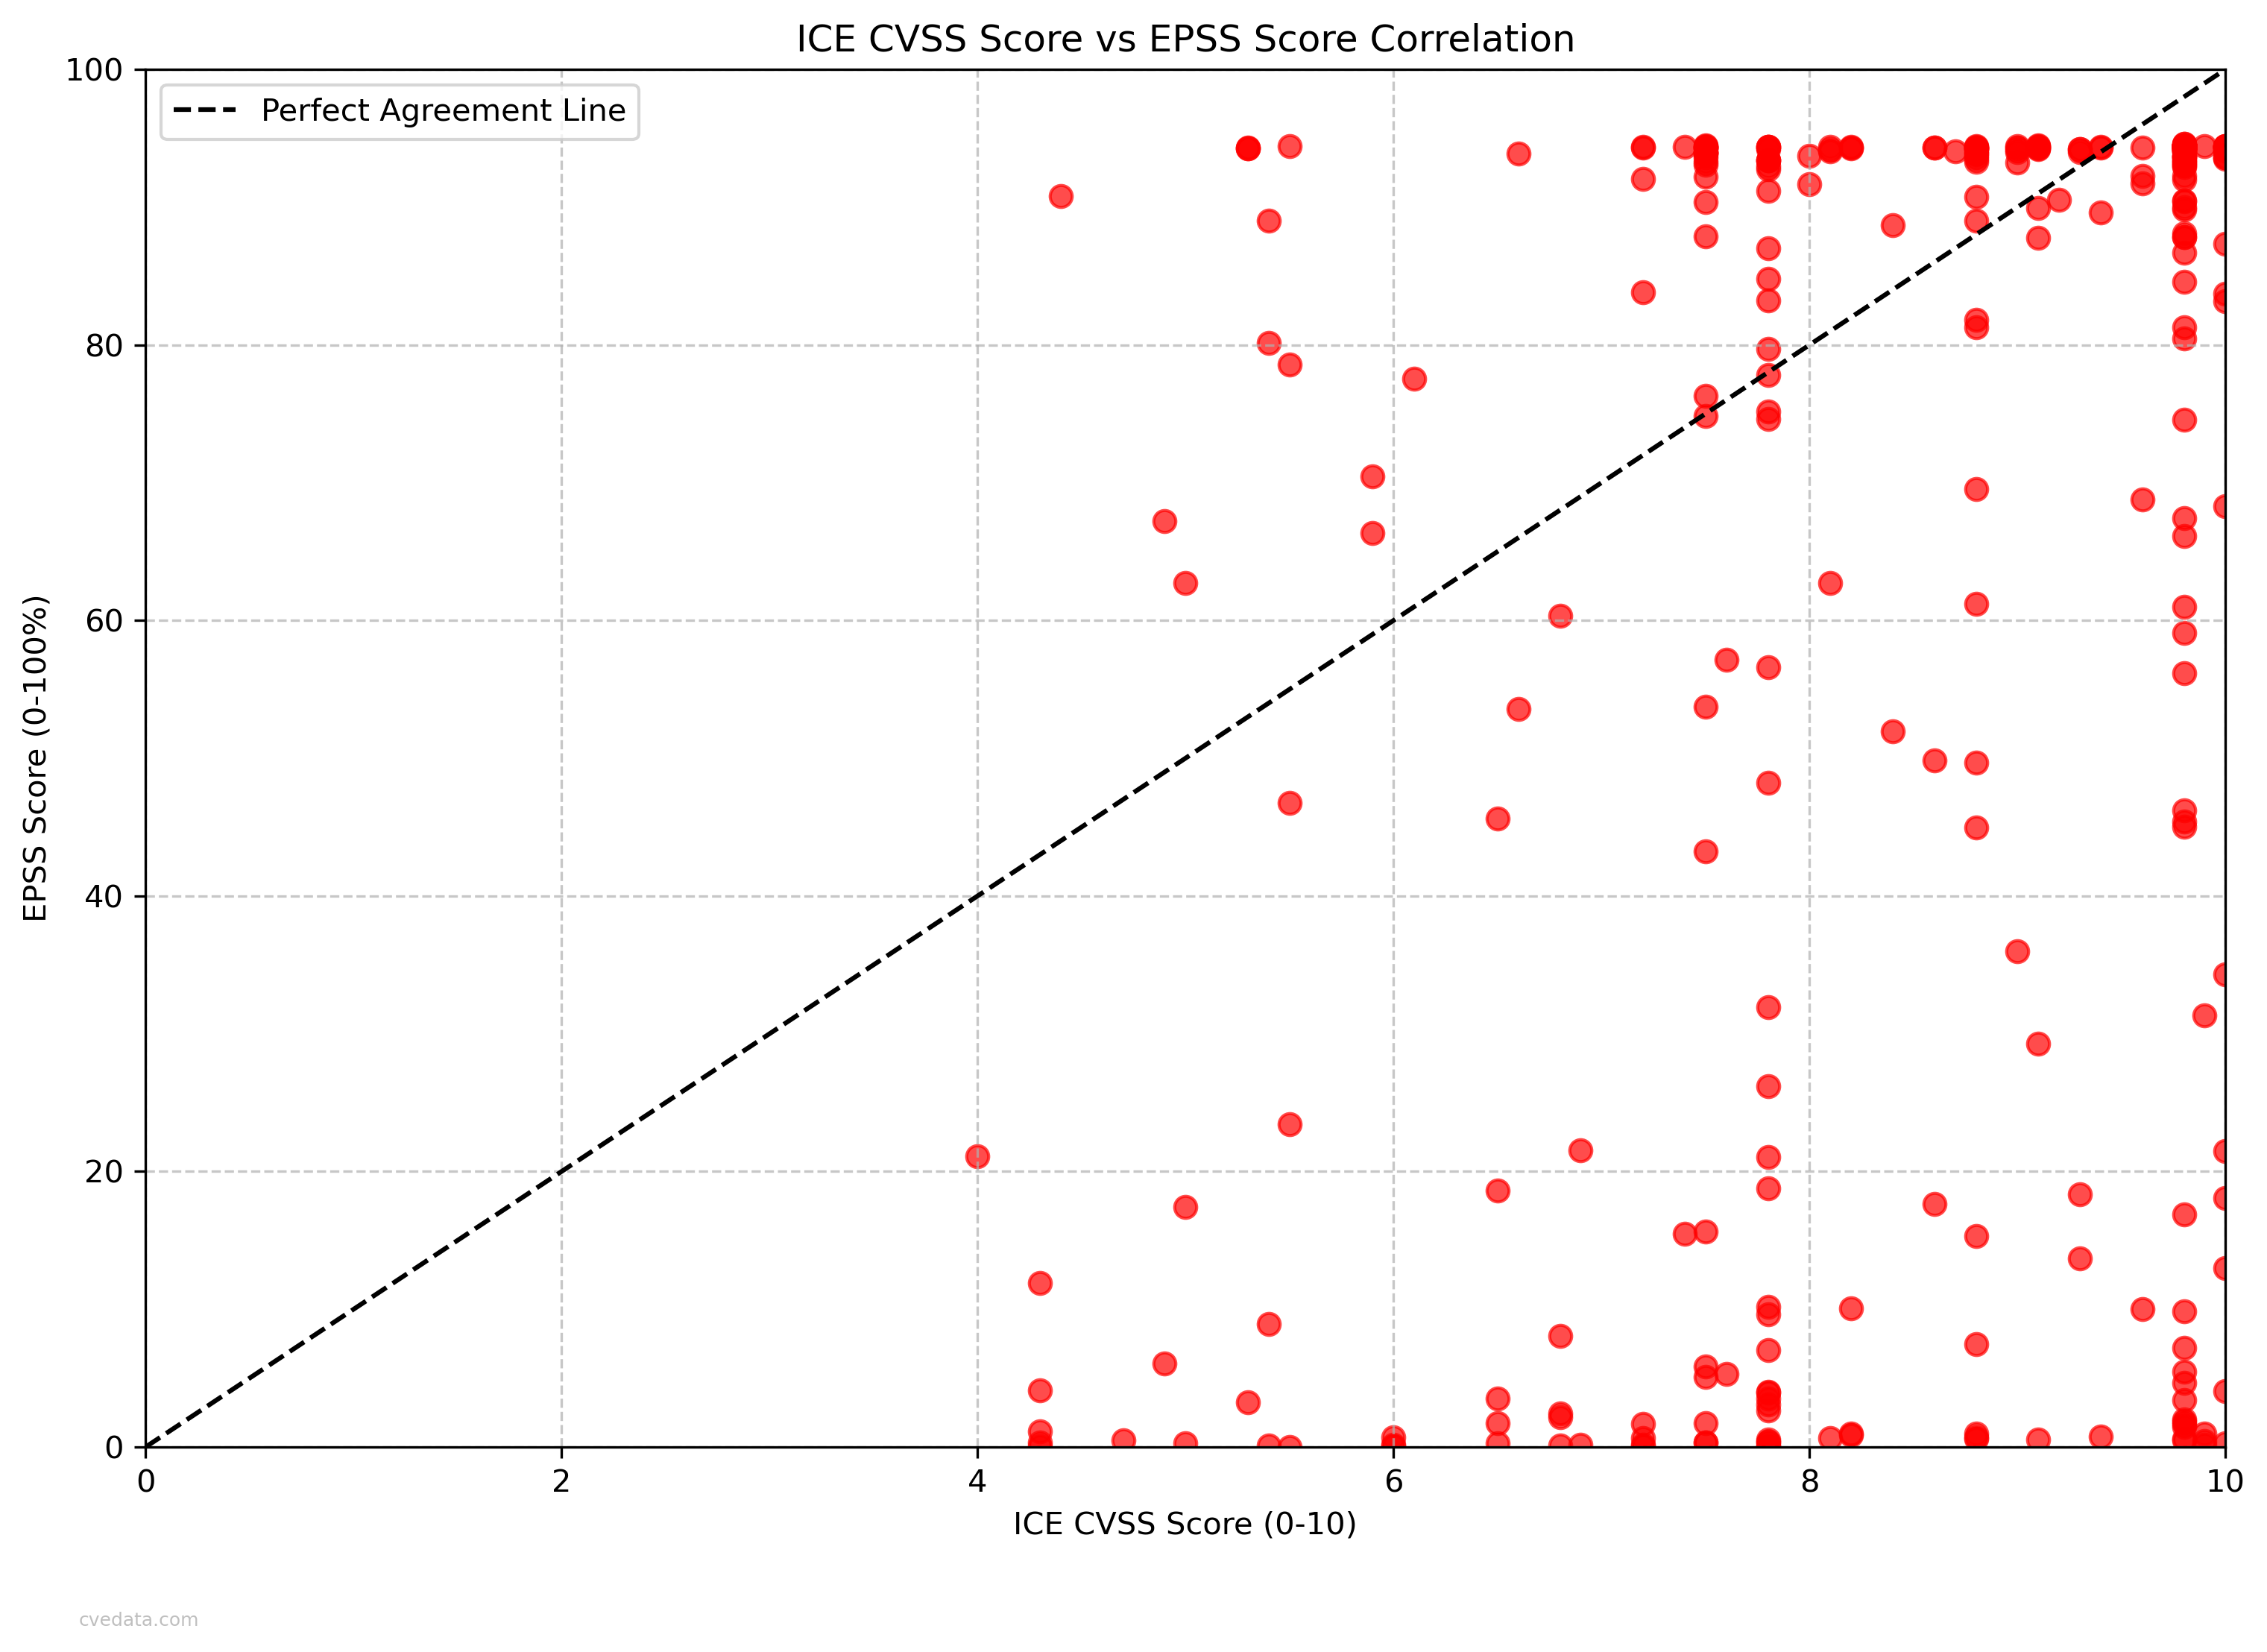 ICE CVSS Score vs EPSS Score Correlation
Perfect Agreement Line
EPSS Score (0-100%)
100
80
60
40
20
0
0 2 4 6 8 10
ICE CVSS Score (0-10)
cvedata.com